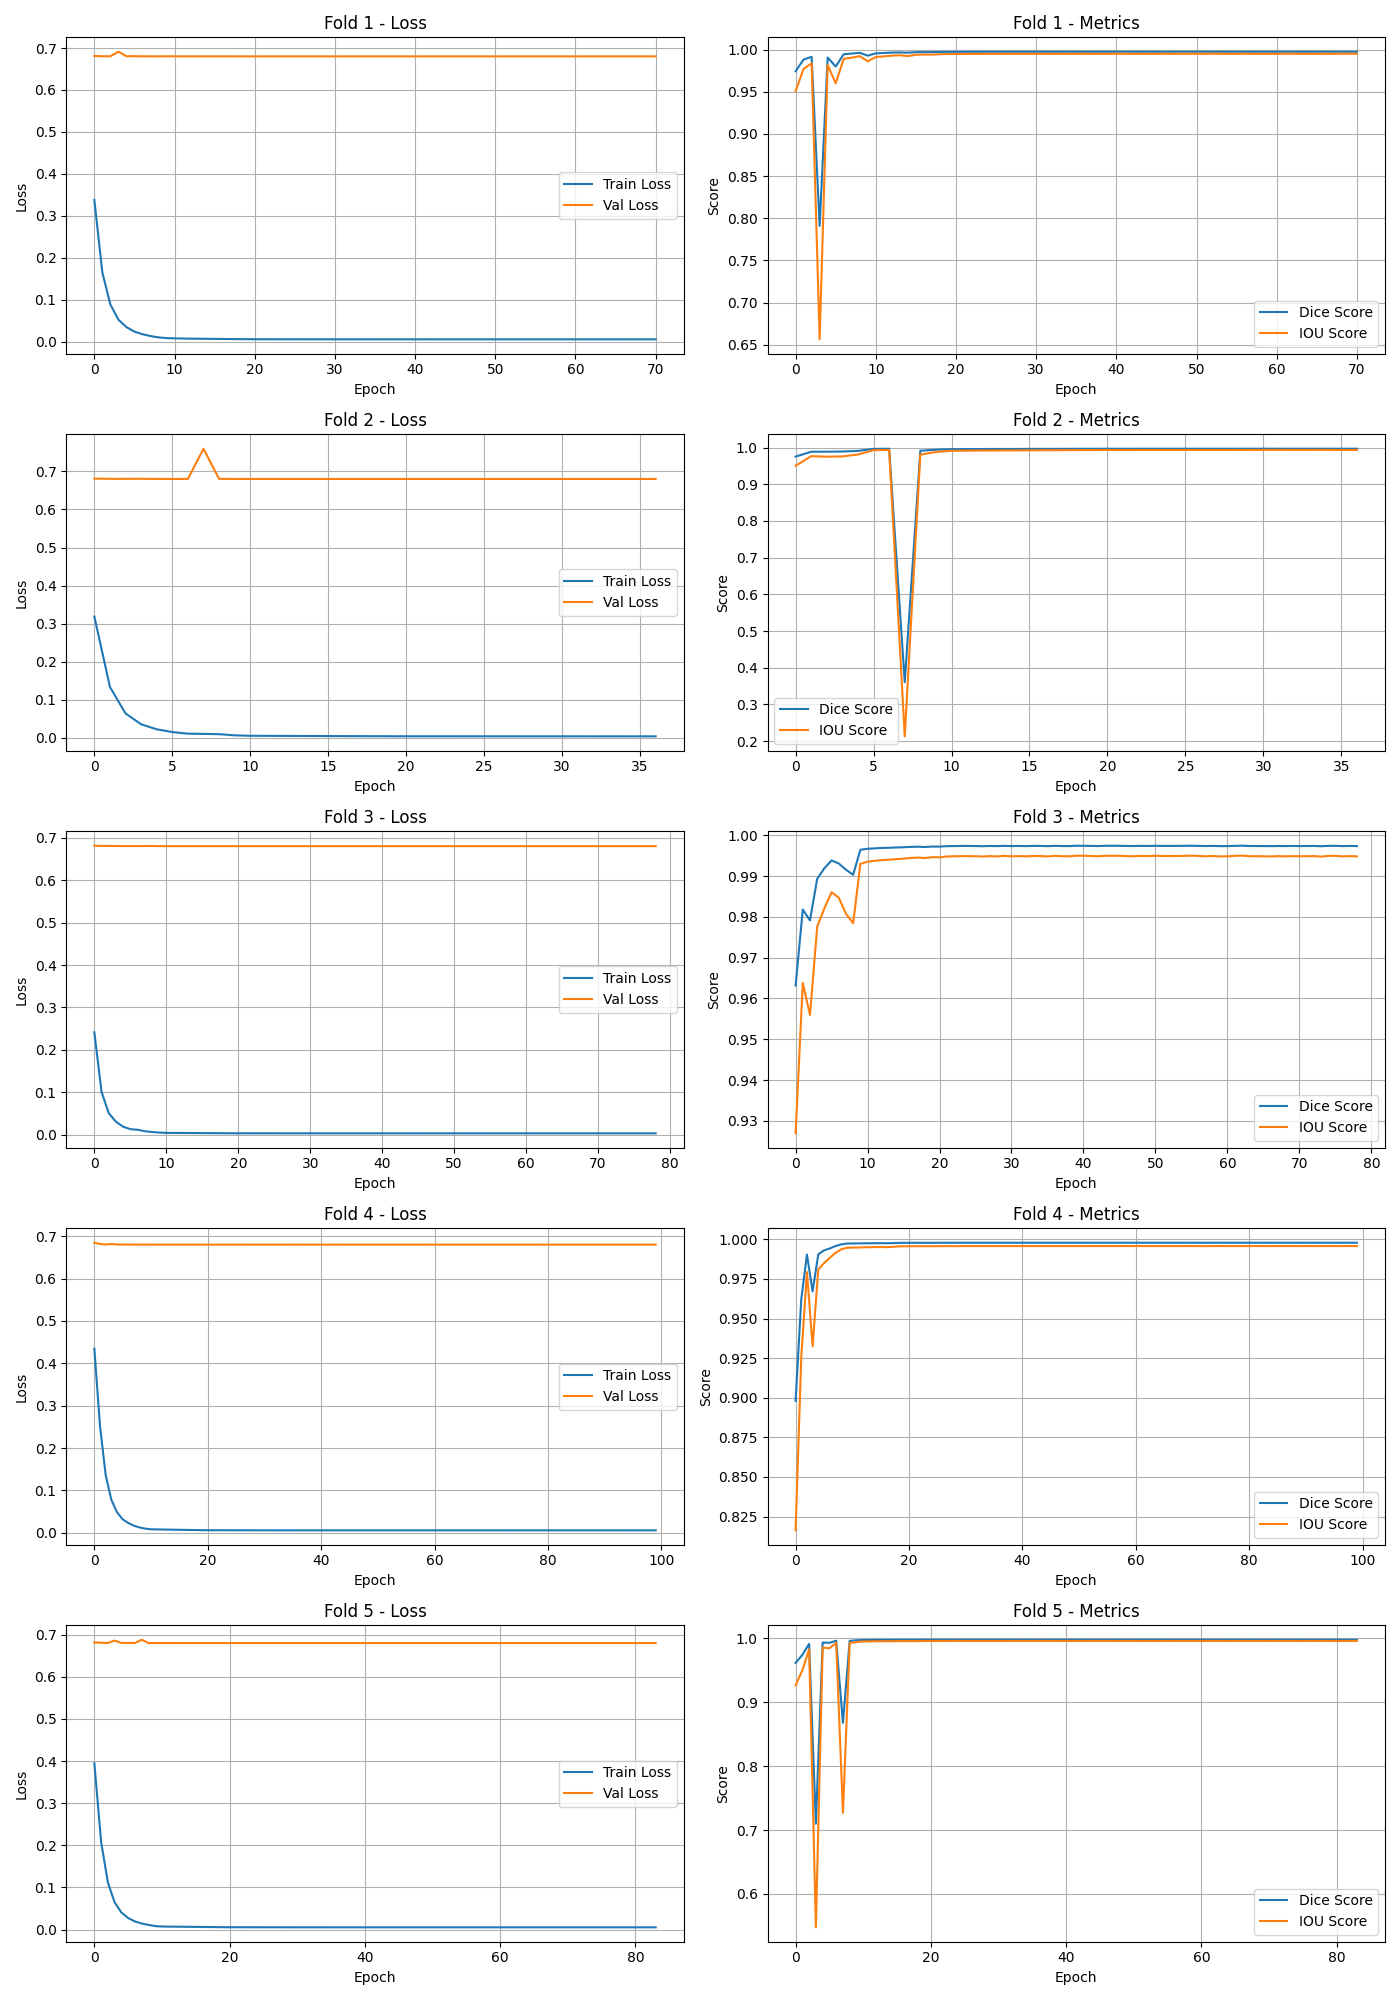 Fold 1 - Loss
0.7
0.6
0.5
0.4
0.3
0.2
0.1
0.0
Loss
Train Loss
Val Loss
0 10 20 30 40 50 60 70
Epoch
Fold 1 - Metrics
1.00
0.95
0.90
0.85
0.80
0.75
0.70
0.65
Score
Dice Score
IOU Score
0 10 20 30 40 50 60 70
Epoch
Fold 2 - Loss
0.7
0.6
0.5
0.4
0.3
0.2
0.1
0.0
Loss
Train Loss
Val Loss
0 5 10 15 20 25 30 35
Epoch
Fold 2 - Metrics
1.0
0.9
0.8
0.7
0.6
0.5
0.4
0.3
0.2
Score
Dice Score
IOU Score
0 5 10 15 20 25 30 35
Epoch
Fold 3 - Loss
0.7
0.6
0.5
0.4
0.3
0.2
0.1
0.0
Loss
Train Loss
Val Loss
0 10 20 30 40 50 60 70 80
Epoch
Fold 3 - Metrics
1.00
0.99
0.98
0.97
0.96
0.95
0.94
0.93
Score
Dice Score
IOU Score
0 10 20 30 40 50 60 70 80
Epoch
Fold 4 - Loss
0.7
0.6
0.5
0.4
0.3
0.2
0.1
0.0
Loss
Train Loss
Val Loss
0 20 40 60 80 100
Epoch
Fold 4 - Metrics
1.000
0.975
0.950
0.925
0.900
0.875
0.850
0.825
Score
Dice Score
IOU Score
0 20 40 60 80 100
Epoch
Fold 5 - Loss
0.7
0.6
0.5
0.4
0.3
0.2
0.1
0.0
Loss
Train Loss
Val Loss
0 20 40 60 80
Epoch
Fold 5 - Metrics
1.0
0.9
0.8
0.7
0.6
Score
Dice Score
IOU Score
0 20 40 60 80
Epoch